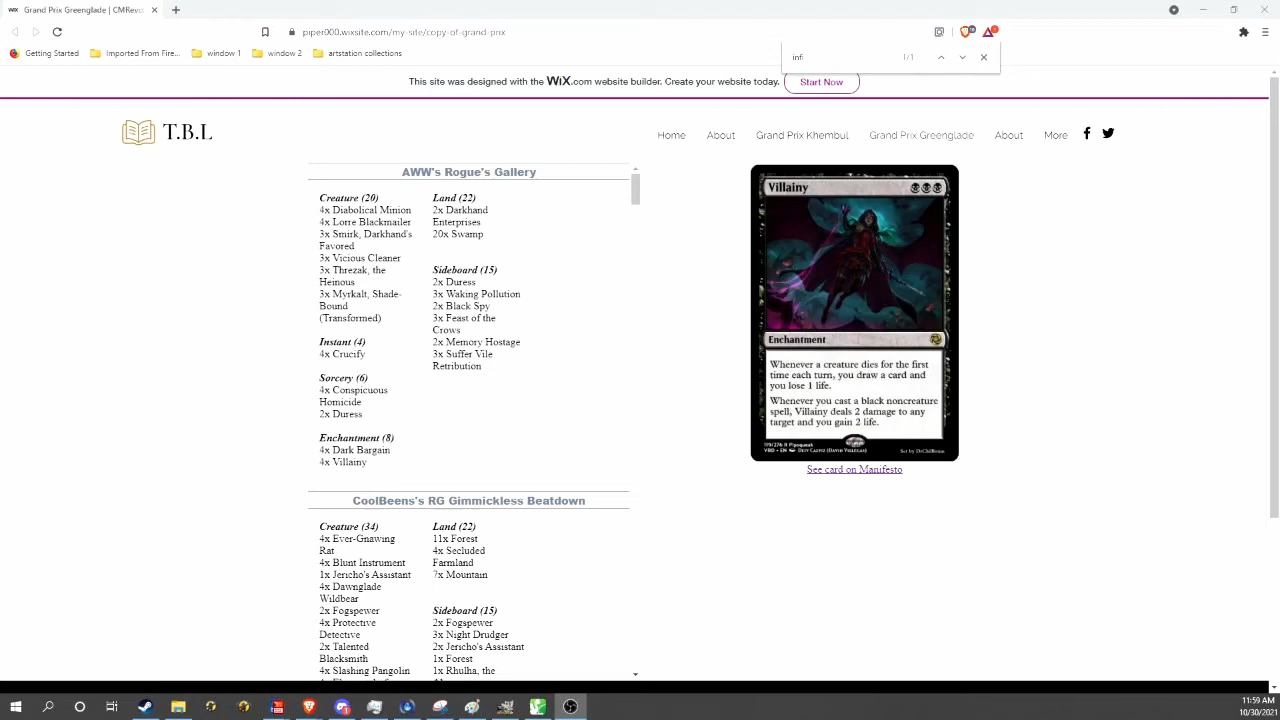 WiX Grand Prix Greenglade | CMRevo
piper000.wixsite.com/my-site/copy-of-grand-prix
Getting Started
Imported From Fire...
window 1
window 2
artstation collections
infi
1/1
This site was designed with the WiX.com website builder. Create your website today.
Start Now
T.B.L
Home
About
Grand Prix Khembul
Grand Prix Greenglade
About
More
AWW's Rogue's Gallery
Creature (20)
4x Diabolical Minion
4x Lorre Blackmailer
3x Smirk, Darkhand's
Favored
3x Vicious Cleaner
3x Threzak, the
Heinous
3x Myrkalt, Shade-
Bound
(Transformed)
Instant (4)
4x Crucify
Sorcery (6)
4x Conspicuous
Homicide
2x Duress
Enchantment (8)
4x Dark Bargain
4x Villainy
Land (22)
2x Darkhand
Enterprises
20x Swamp
Sideboard (15)
2x Duress
3x Waking Pollution
2x Black Spy
3x Feast of the
Crows
2x Memory Hostage
3x Suffer Vile
Retribution
CoolBeens's RG Gimmickless Beatdown
Creature (34)
4x Ever-Gnawing
Rat
4x Blunt Instrument
1x Jericho's Assistant
4x Dawnglade
Wildbear
2x Fogspewer
4x Protective
Detective
2x Talented
Blacksmith
4x Slashing Pangolin
Land (22)
11x Forest
4x Secluded
Farmland
7x Mountain
Sideboard (15)
2x Fogspewer
3x Night Drudger
2x Jericho's Assistant
1x Forest
1x Rhulha, the
Villainy
Enchantment
Whenever a creature dies for the first
time each turn, you draw a card and
you lose 1 life.
Whenever you cast a black noncreature
spell, Villainy deals 2 damage to any
target and you gain 2 life.
119/276 II Pipsqueak
Set by DrChillbrain
See card on Manifesto
11:59 AM
10/30/2021